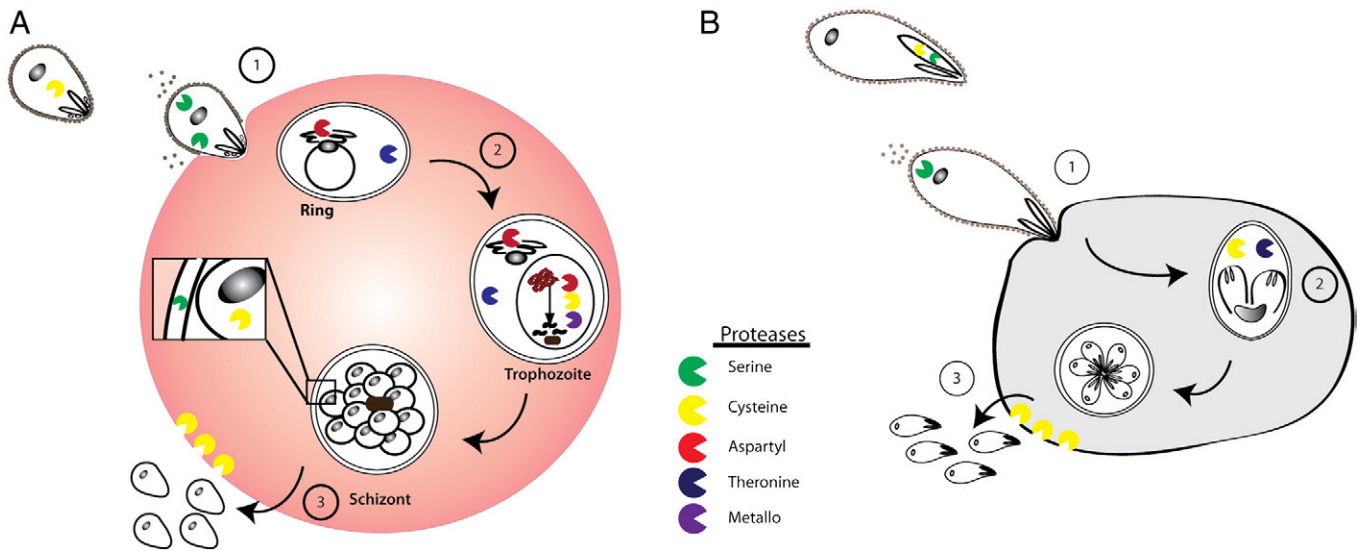 A
B
1
Ring
2
Trophozoite
Schizont
3
1
2
3
Proteases
Serine
Cysteine
Aspartyl
Theronine
Metallo